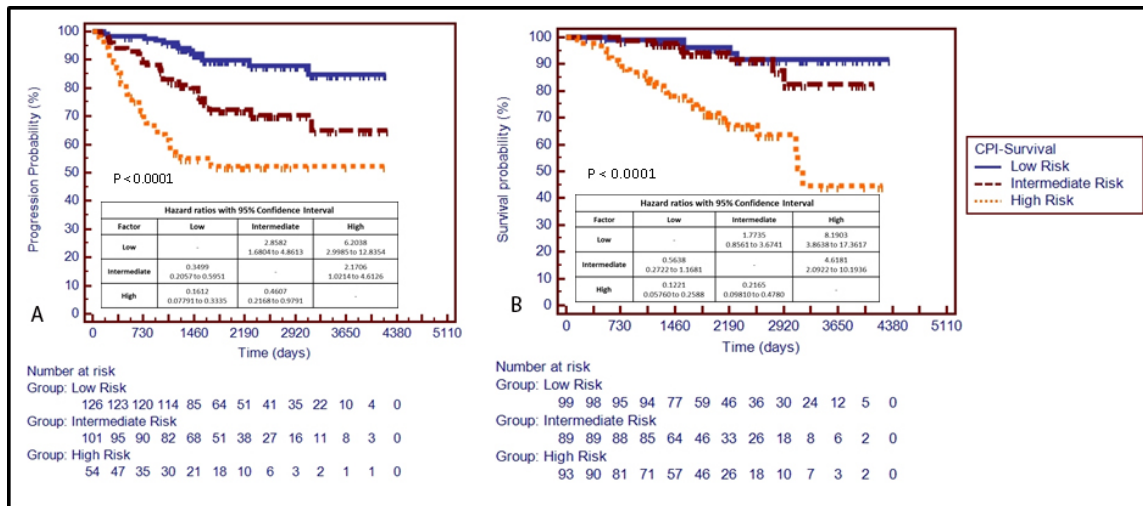 A
Progression Probability (%)
100
90
80
70
60
50
40
30
20
10
0
P < 0.0001
Hazard ratios with 95% Confidence Interval
Factor Low Intermediate High
Low - 2.8582 6.2038
1.6804 to 4.8613 2.9985 to 12.8354
Intermediate 0.3499 - 2.1706
0.2057 to 0.5951 1.0214 to 4.6126
High 0.1612 0.4607 -
0.07791 to 0.3335 0.2168 to 0.9791
0 730 1460 2190 2920 3650 4380 5110
Time (days)
Number at risk
Group: Low Risk
126 123 120 114 85 64 51 41 35 22 10 4 0
Group: Intermediate Risk
101 95 90 82 68 51 38 27 16 11 8 3 0
Group: High Risk
54 47 35 30 21 18 10 6 3 2 1 1 0
B
Survival probability (%)
100
90
80
70
60
50
40
30
20
10
0
P < 0.0001
Hazard ratios with 95% Confidence Interval
Factor Low Intermediate High
Low - 1.7735 8.1903
0.8561 to 3.6741 3.8638 to 17.3617
Intermediate 0.5638 - 4.6181
0.2722 to 1.1681 2.0922 to 10.1936
High 0.1221 0.2165 -
0.05760 to 0.2588 0.09810 to 0.4780
0 730 1460 2190 2920 3650 4380 5110
Time (days)
Number at risk
Group: Low Risk
99 98 95 94 77 59 46 36 30 24 12 5 0
Group: Intermediate Risk
89 89 88 85 64 46 33 26 18 8 6 2 0
Group: High Risk
93 90 81 71 57 46 26 18 10 7 3 2 0
CPI-Survival
Low Risk
Intermediate Risk
High Risk